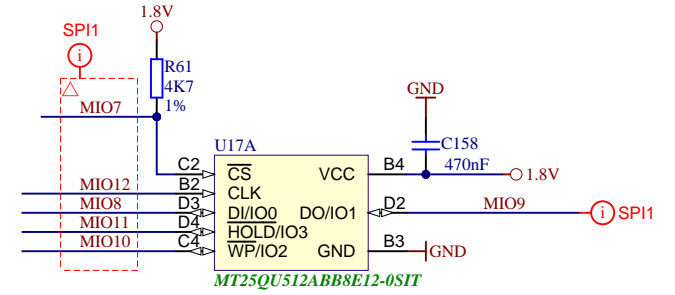 1.8V
SPI1
i
R61
4K7
1%
GND
MIO7
U17A
C158
470nF
C2
CS
VCC
B4
1.8V
MIO12
B2
CLK
MIO8
D3
DI/IO0
DO/IO1
D2
MIO9
i
SPI1
MIO11
D4
HOLD/IO3
MIO10
C4
WP/IO2
GND
B3
GND
MT25QU512ABB8E12-0SIT